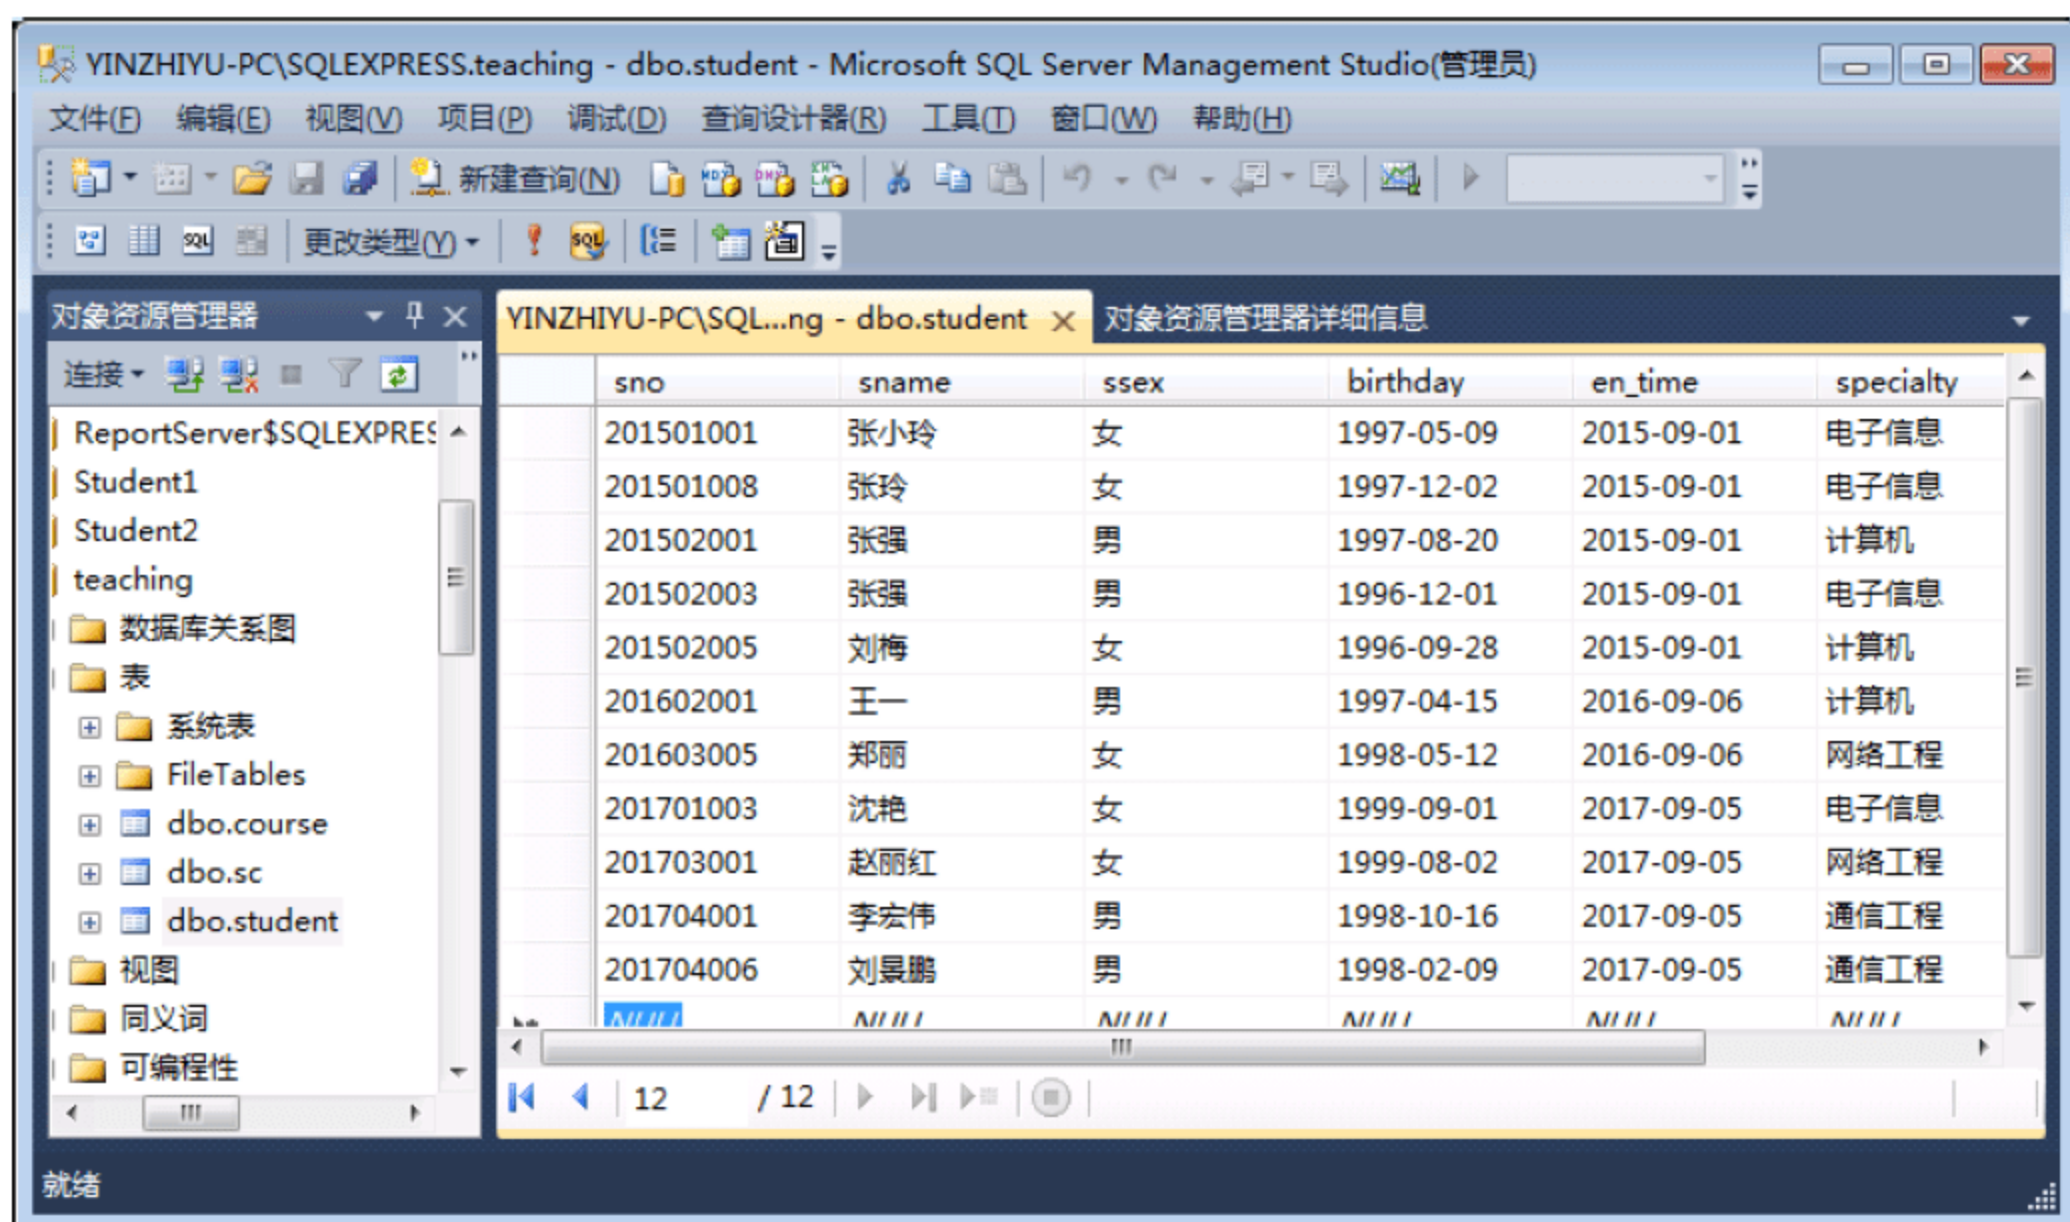 YINZHIYU-PC\SQLEXPRESS.teaching - dbo.student - Microsoft SQL Server Management Studio(管理员)
文件(F) 编辑(E) 视图(V) 项目(P) 调试(D) 查询设计器(R) 工具(T) 窗口(W) 帮助(H)
新建查询(N)
更改类型(Y)
对象资源管理器
连接
ReportServer$SQLEXPRES
Student1
Student2
teaching
数据库关系图
表
系统表
FileTables
dbo.course
dbo.sc
dbo.student
视图
同义词
可编程性
YINZHIYU-PC\SQL...ng - dbo.student 对象资源管理器详细信息
sno sname ssex birthday en_time specialty
201501001 张小玲 女 1997-05-09 2015-09-01 电子信息
201501008 张玲 女 1997-12-02 2015-09-01 电子信息
201502001 张强 男 1997-08-20 2015-09-01 计算机
201502003 张强 男 1996-12-01 2015-09-01 电子信息
201502005 刘梅 女 1996-09-28 2015-09-01 计算机
201602001 王一 男 1997-04-15 2016-09-06 计算机
201603005 郑丽 女 1998-05-12 2016-09-06 网络工程
201701003 沈艳 女 1999-09-01 2017-09-05 电子信息
201703001 赵丽红 女 1999-08-02 2017-09-05 网络工程
201704001 李宏伟 男 1998-10-16 2017-09-05 通信工程
201704006 刘景鹏 男 1998-02-09 2017-09-05 通信工程
NULL NULL NULL NULL NULL NULL
12 / 12
就绪